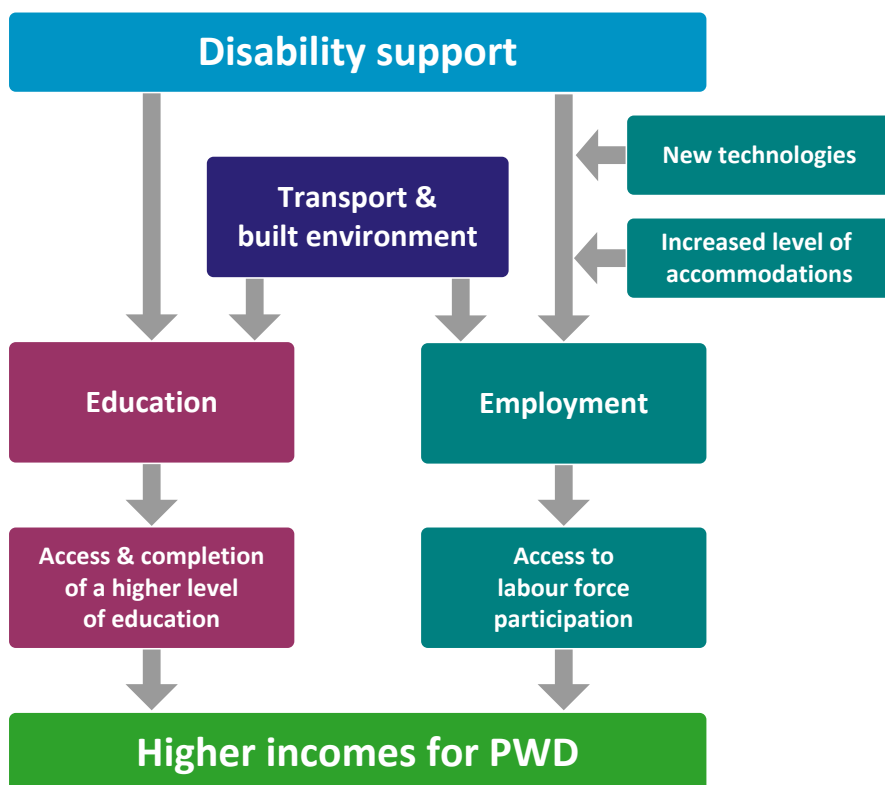 Disability support
New technologies
Transport &
built environment
Increased level of
accommodations
Education
Employment
Access & completion
of a higher level
of education
Access to
labour force
participation
Higher incomes for PWD